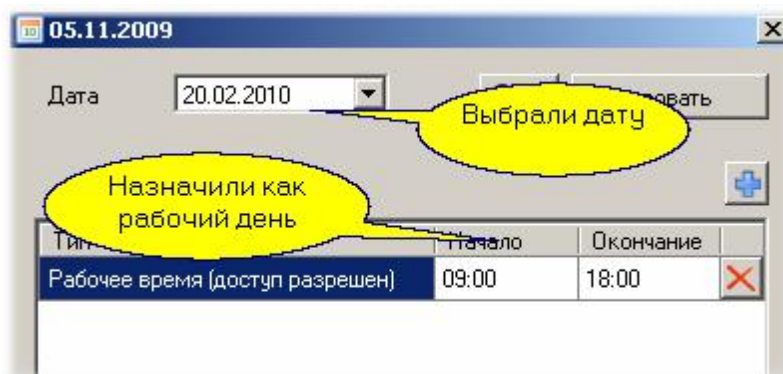 05.11.2009
Дата
20.02.2010
Выбрали дату
Назначили как
рабочий день
Начало
Окончание
Рабочее время (доступ разрешен)
09:00
18:00